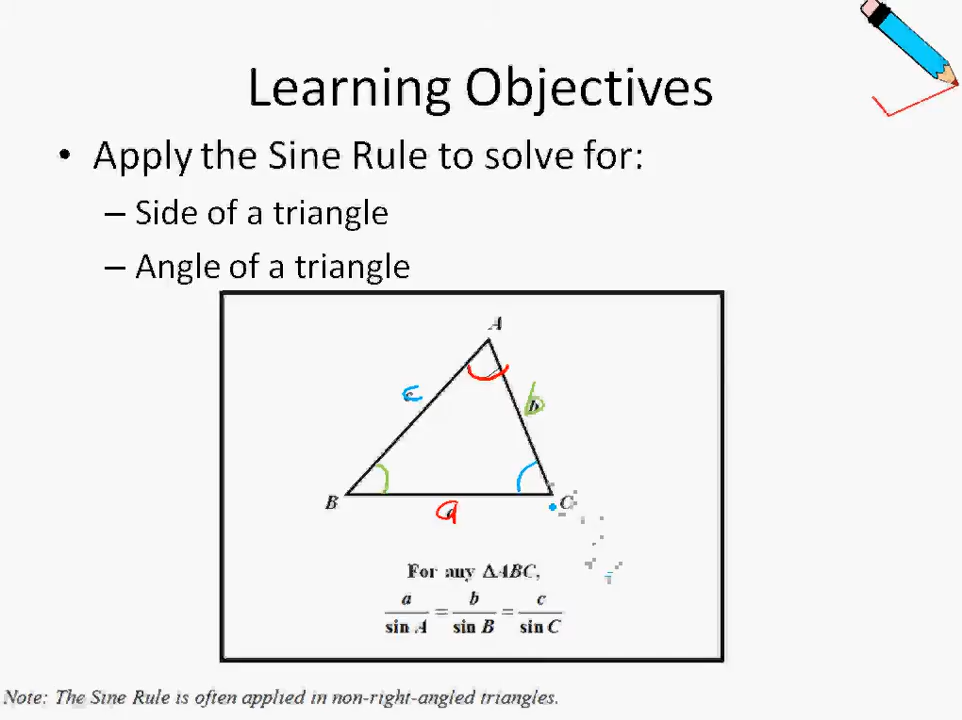 Learning Objectives
• Apply the Sine Rule to solve for:
– Side of a triangle
– Angle of a triangle
A
c
b
B
C
a
For any ΔABC,
a/sin A = b/sin B = c/sin C
Note: The Sine Rule is often applied in non-right-angled triangles.